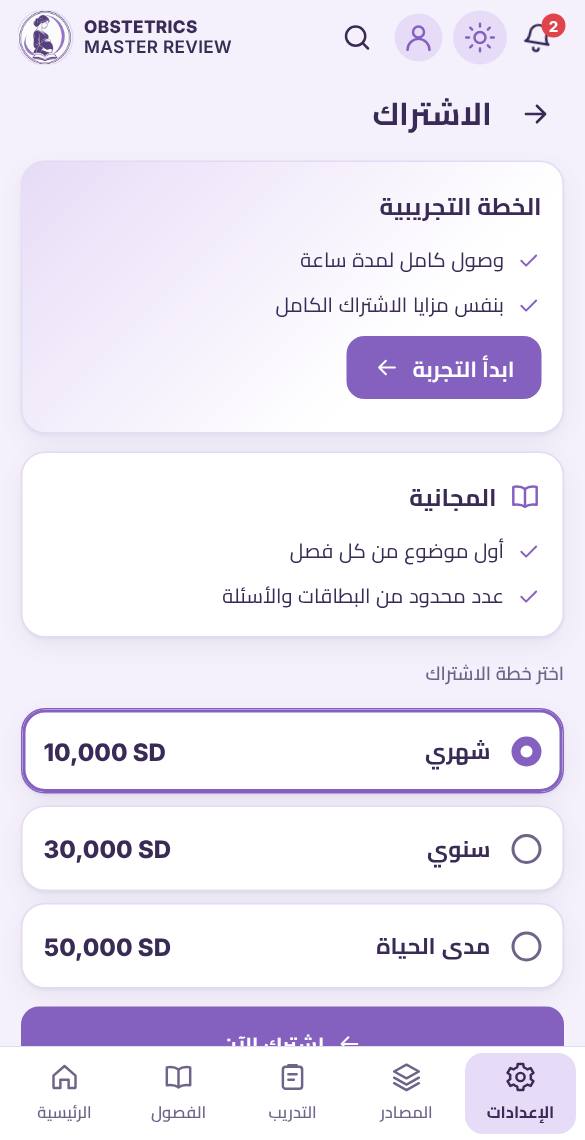 OBSTETRICS
MASTER REVIEW
2
الاشتراك
الخطة التجريبية
وصول كامل لمدة ساعة
بنفس مزايا الاشتراك الكامل
ابدأ التجربة
المجانية
أول موضوع من كل فصل
عدد محدود من البطاقات والأسئلة
اختر خطة الاشتراك
شهري 10,000 SD
سنوي 30,000 SD
مدى الحياة 50,000 SD
اشترك الآن
الإعدادات المصادر التدريب الفصول الرئيسية